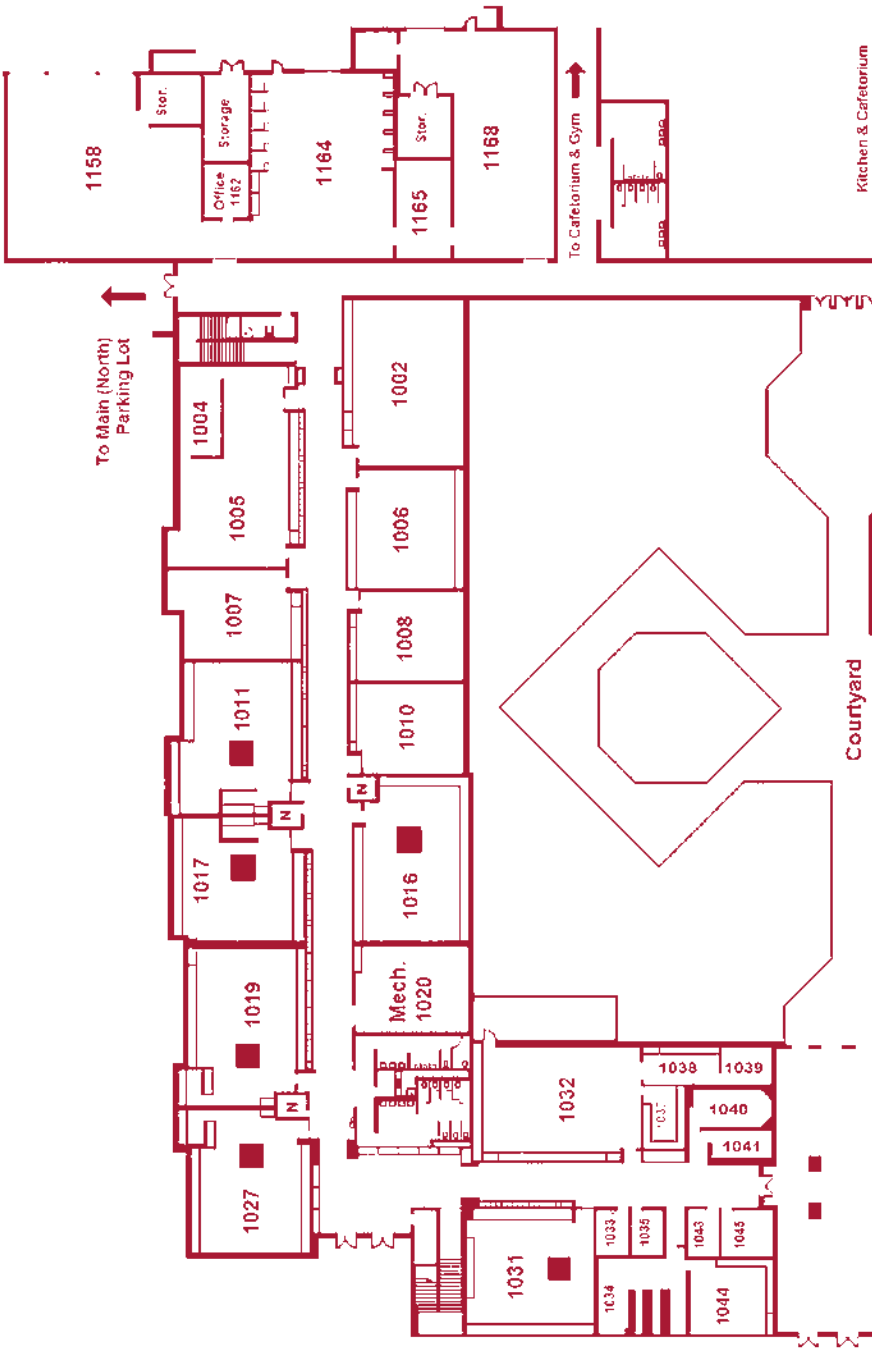 1158
Stor.
Storage
Office
1162
1164
Stor.
1165
1168
To Cafetorium & Gym
Kitchen & Cafetorium
To Main (North)
Parking Lot
1004
1005
1002
1006
1007
1008
1011
1010
N
N
1017
1016
1019
Mech.
1020
N
1027
1032
1038
1039
1037
1040
1041
1031
1033
1035
1043
1045
1034
1044
Courtyard